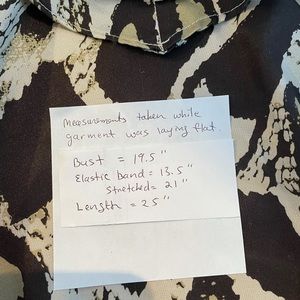 Measurements taken while
garment was laying flat.
Bust = 19.5"
Elastic band = 13.5"
stretched = 21"
Length = 25"